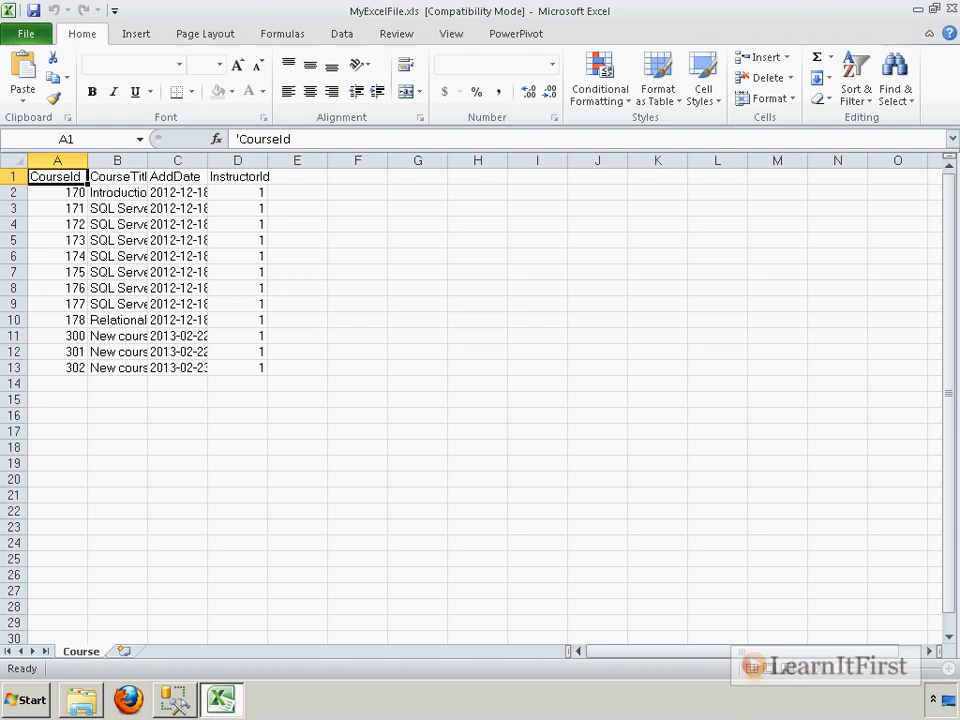 MyExcelFile.xls [Compatibility Mode] - Microsoft Excel
File Home Insert Page Layout Formulas Data Review View PowerPivot
Paste B I U $ % , .00 .0 Conditional Formatting Format as Table Cell Styles Insert Delete Format Σ Sort & Filter Find & Select
Clipboard Font Alignment Number Styles Cells Editing
A1 fx 'CourseId
A B C D E F G H I J K L M N O
1 CourseId CourseTitl AddDate InstructorId
2 170 Introductio 2012-12-18 1
3 171 SQL Serve 2012-12-18 1
4 172 SQL Serve 2012-12-18 1
5 173 SQL Serve 2012-12-18 1
6 174 SQL Serve 2012-12-18 1
7 175 SQL Serve 2012-12-18 1
8 176 SQL Serve 2012-12-18 1
9 177 SQL Serve 2012-12-18 1
10 178 Relational 2012-12-18 1
11 300 New cours 2013-02-22 1
12 301 New cours 2013-02-22 1
13 302 New cours 2013-02-23 1
14
15
16
17
18
19
20
21
22
23
24
25
26
27
28
29
30
Course
Ready LearnItFirst
Start